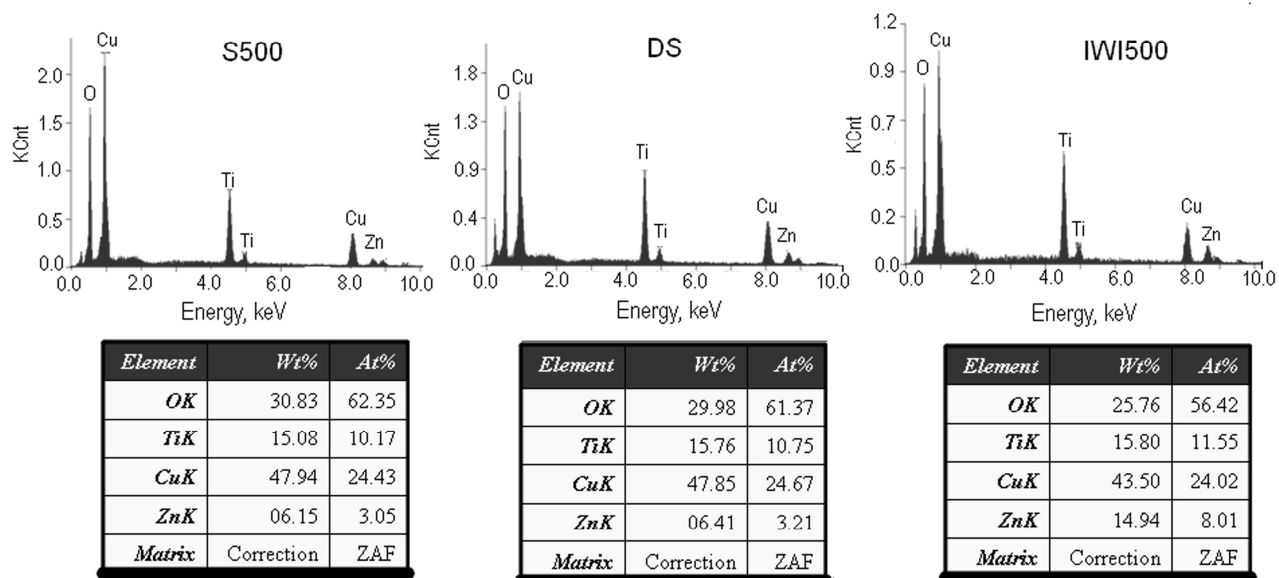 S500
KCnt
2.0
1.5
1.0
0.5
0.0
O
Cu
Ti
Ti
Cu
Zn
0.0 2.0 4.0 6.0 8.0 10.0
Energy, keV
Element Wt% At%
OK 30.83 62.35
TiK 15.08 10.17
CuK 47.94 24.43
ZnK 06.15 3.05
Matrix Correction ZAF
DS
KCnt
1.8
1.3
0.9
0.4
0.0
O
Cu
Ti
Ti
Cu
Zn
0.0 2.0 4.0 6.0 8.0 10.0
Energy, keV
Element Wt% At%
OK 29.98 61.37
TiK 15.76 10.75
CuK 47.85 24.67
ZnK 06.41 3.21
Matrix Correction ZAF
IWI500
KCnt
1.2
0.9
0.7
0.5
0.2
0.0
O
Cu
Ti
Ti
Cu
Zn
0.0 2.0 4.0 6.0 8.0 10.0
Energy, keV
Element Wt% At%
OK 25.76 56.42
TiK 15.80 11.55
CuK 43.50 24.02
ZnK 14.94 8.01
Matrix Correction ZAF